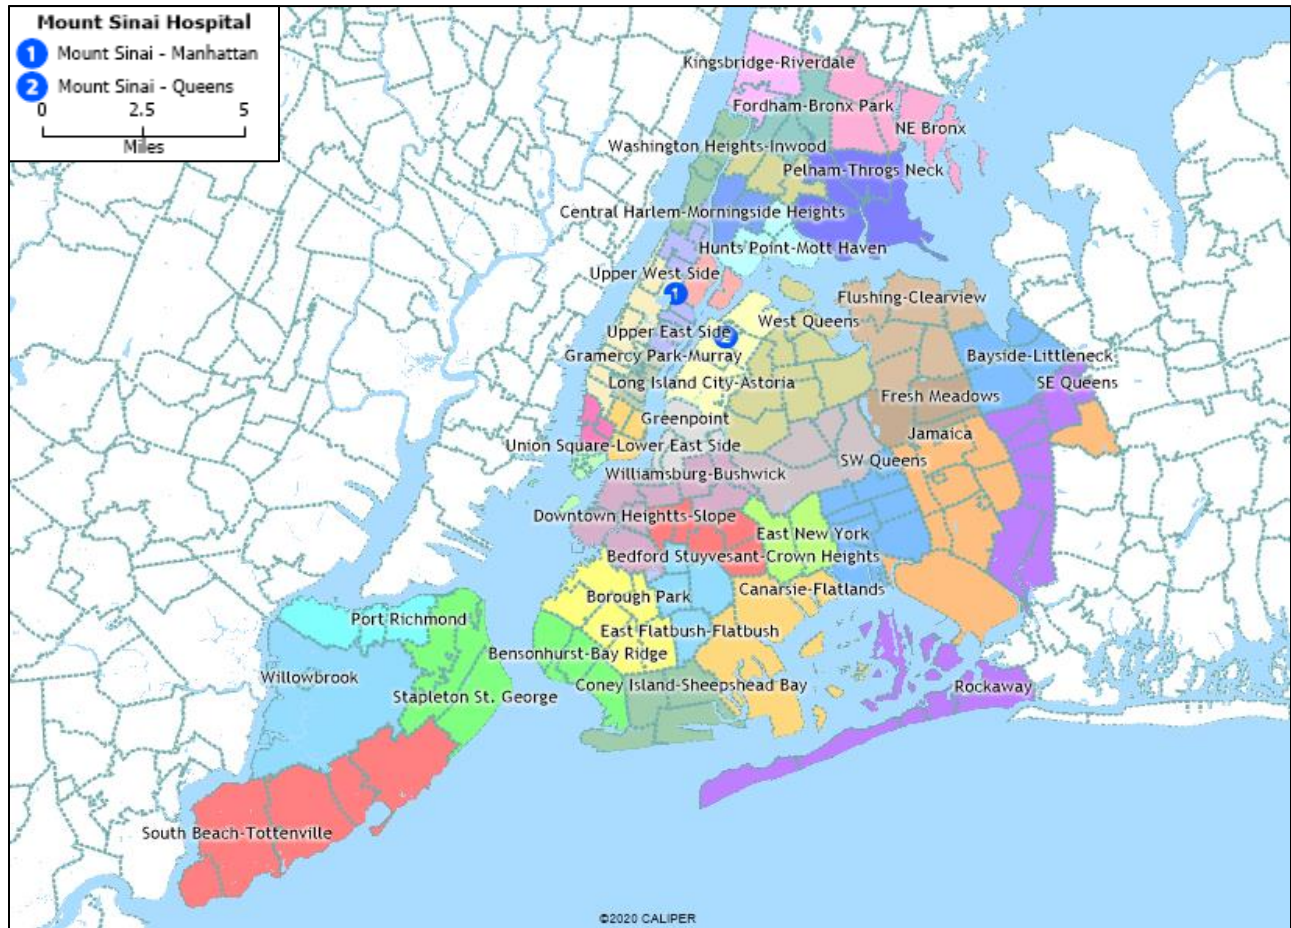 Mount Sinai Hospital
1 Mount Sinai - Manhattan
2 Mount Sinai - Queens
0 2.5 5
Miles
Kingsbridge-Riverdale
Fordham-Bronx Park
NE Bronx
Washington Heights-Inwood
Pelham-Throgs Neck
Central Harlem-Morningside Heights
Hunts Point-Mott Haven
Upper West Side
1
Flushing-Clearview
West Queens
Upper East Side
2
Gramercy Park-Murray
Bayside-Littleneck
Long Island City-Astoria
SE Queens
Fresh Meadows
Greenpoint
Jamaica
Union Square-Lower East Side
SW Queens
Williamsburg-Bushwick
Downtown Heightts-Slope
East New York
Bedford Stuyvesant-Crown Heights
Canarsie-Flatlands
Borough Park
Port Richmond
East Flatbush-Flatbush
Bensonhurst-Bay Ridge
Willowbrook
Coney Island-Sheepshead Bay
Rockaway
Stapleton St. George
South Beach-Tottenville
©2020 CALIPER